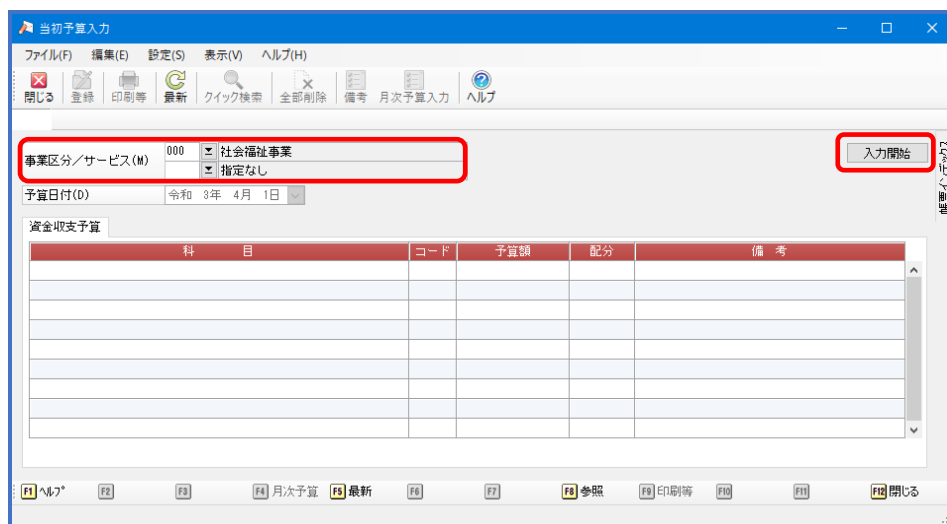 当初予算入力
ファイル(F) 編集(E) 設定(S) 表示(V) ヘルプ(H)
閉じる 登録 印刷等 最新 クイック検索 全部削除 備考 月次予算入力 ヘルプ
事業区分/サービス(M) 000 社会福祉事業
指定なし
入力開始
予算日付(D) 令和 3年 4月 1日
資金収支予算
科 目 コード 予算額 配分 備 考
F1 ヘルプ F2 F3 F4 月次予算 F5 最新 F6 F7 F8 参照 F9 印刷等 F10 F11 F12 閉じる